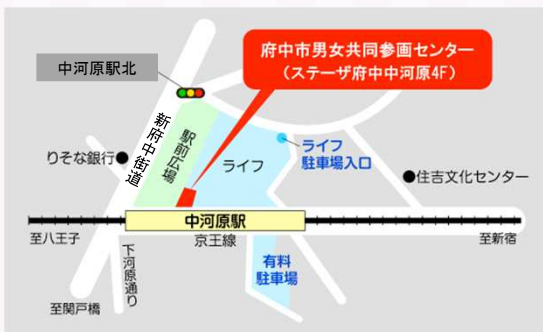 府中市男女共同参画センター
（ステーザ府中中河原4F）
中河原駅北
新府中街道
駅前広場
ライフ
ライフ
駐車場入口
りそな銀行
住吉文化センター
中河原駅
京王線
至八王子
至新宿
下河原通り
有料
駐車場
至関戸橋